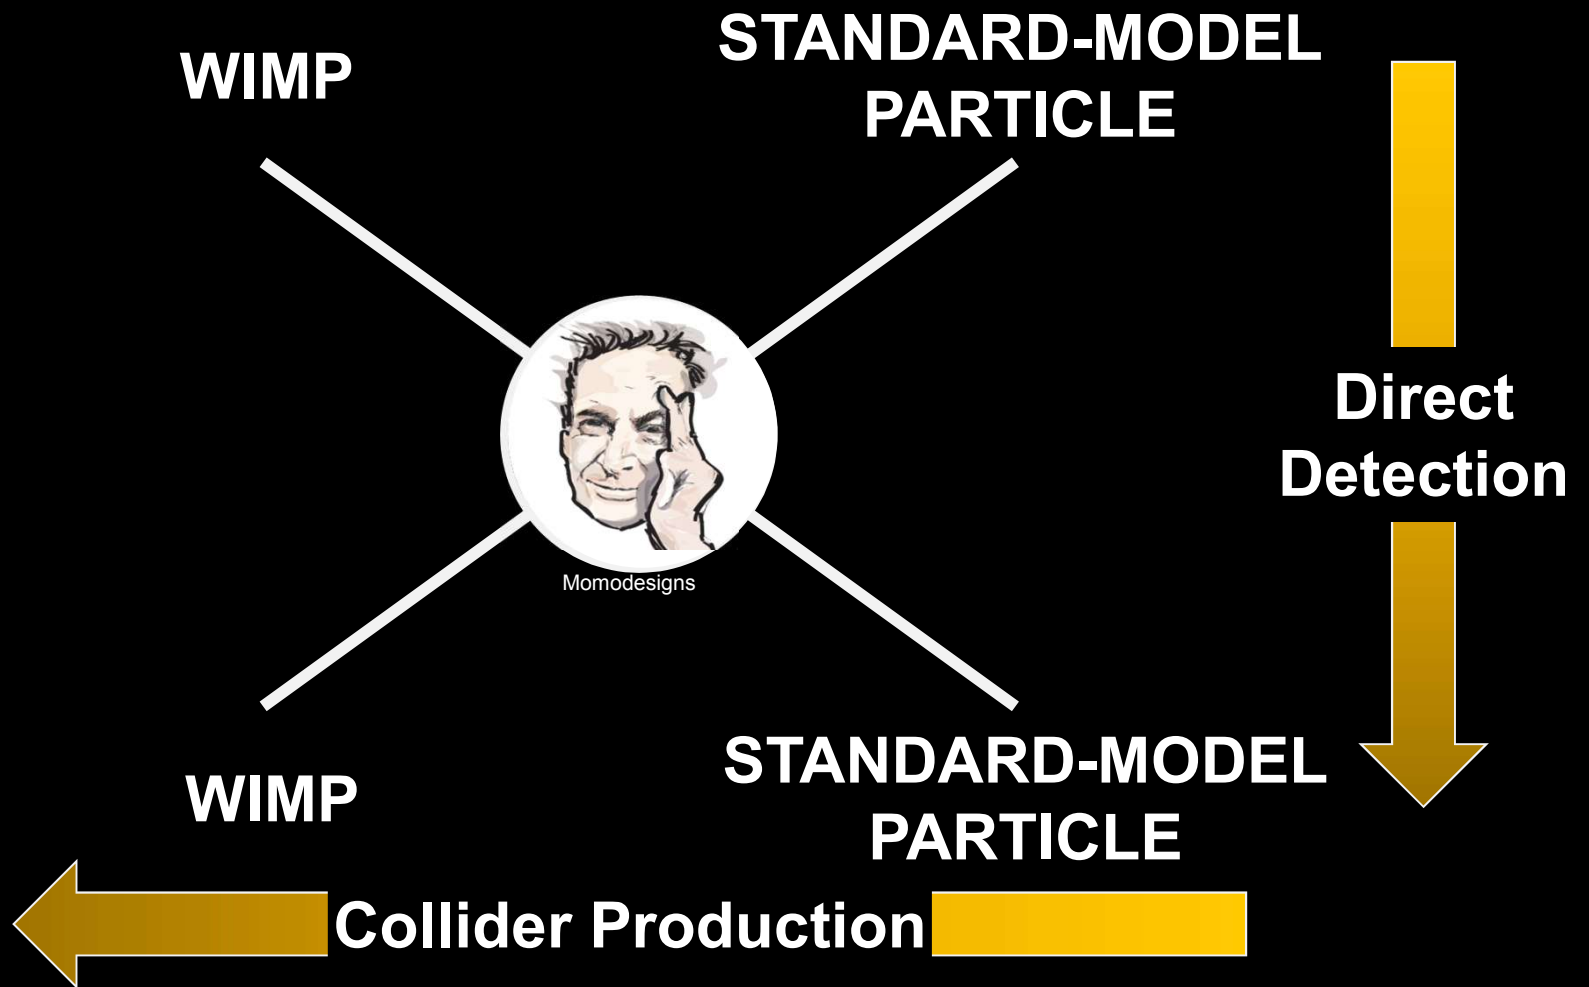 WIMP
STANDARD-MODEL
PARTICLE
Direct
Detection
Momodesigns
WIMP
STANDARD-MODEL
PARTICLE
Collider Production